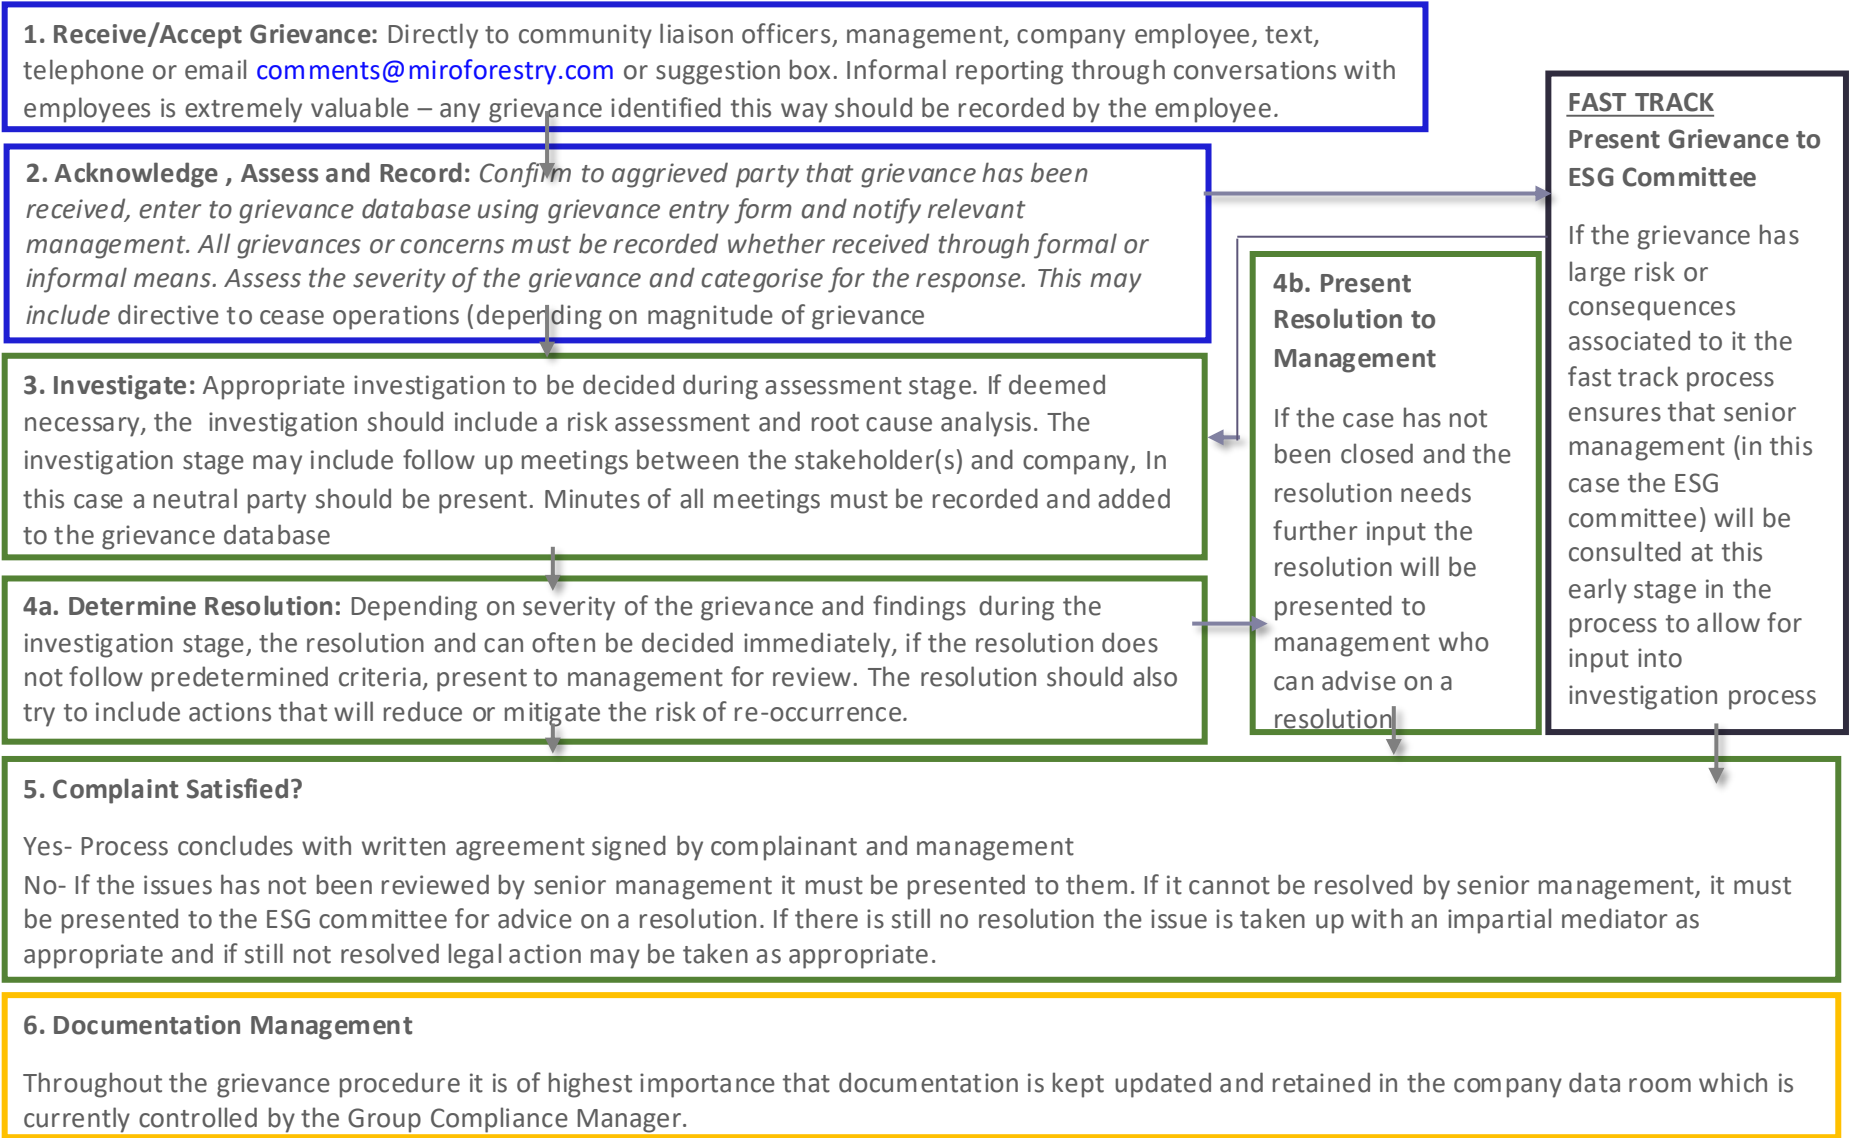 1. Receive/Accept Grievance: Directly to community liaison officers, management, company employee, text,
telephone or email comments@miroforestry.com or suggestion box. Informal reporting through conversations with
employees is extremely valuable – any grievance identified this way should be recorded by the employee.
2. Acknowledge , Assess and Record: Confirm to aggrieved party that grievance has been
received, enter to grievance database using grievance entry form and notify relevant
management. All grievances or concerns must be recorded whether received through formal or
informal means. Assess the severity of the grievance and categorise for the response. This may
include directive to cease operations (depending on magnitude of grievance
3. Investigate: Appropriate investigation to be decided during assessment stage. If deemed
necessary, the investigation should include a risk assessment and root cause analysis. The
investigation stage may include follow up meetings between the stakeholder(s) and company, In
this case a neutral party should be present. Minutes of all meetings must be recorded and added
to the grievance database
4a. Determine Resolution: Depending on severity of the grievance and findings during the
investigation stage, the resolution and can often be decided immediately, if the resolution does
not follow predetermined criteria, present to management for review. The resolution should also
try to include actions that will reduce or mitigate the risk of re-occurrence.
4b. Present
Resolution to
Management
If the case has not
been closed and the
resolution needs
further input the
resolution will be
presented to
management who
can advise on a
resolution
FAST TRACK
Present Grievance to
ESG Committee
If the grievance has
large risk or
consequences
associated to it the
fast track process
ensures that senior
management (in this
case the ESG
committee) will be
consulted at this
early stage in the
process to allow for
input into
investigation process
5. Complaint Satisfied?
Yes- Process concludes with written agreement signed by complainant and management
No- If the issues has not been reviewed by senior management it must be presented to them. If it cannot be resolved by senior management, it must
be presented to the ESG committee for advice on a resolution. If there is still no resolution the issue is taken up with an impartial mediator as
appropriate and if still not resolved legal action may be taken as appropriate.
6. Documentation Management
Throughout the grievance procedure it is of highest importance that documentation is kept updated and retained in the company data room which is
currently controlled by the Group Compliance Manager.